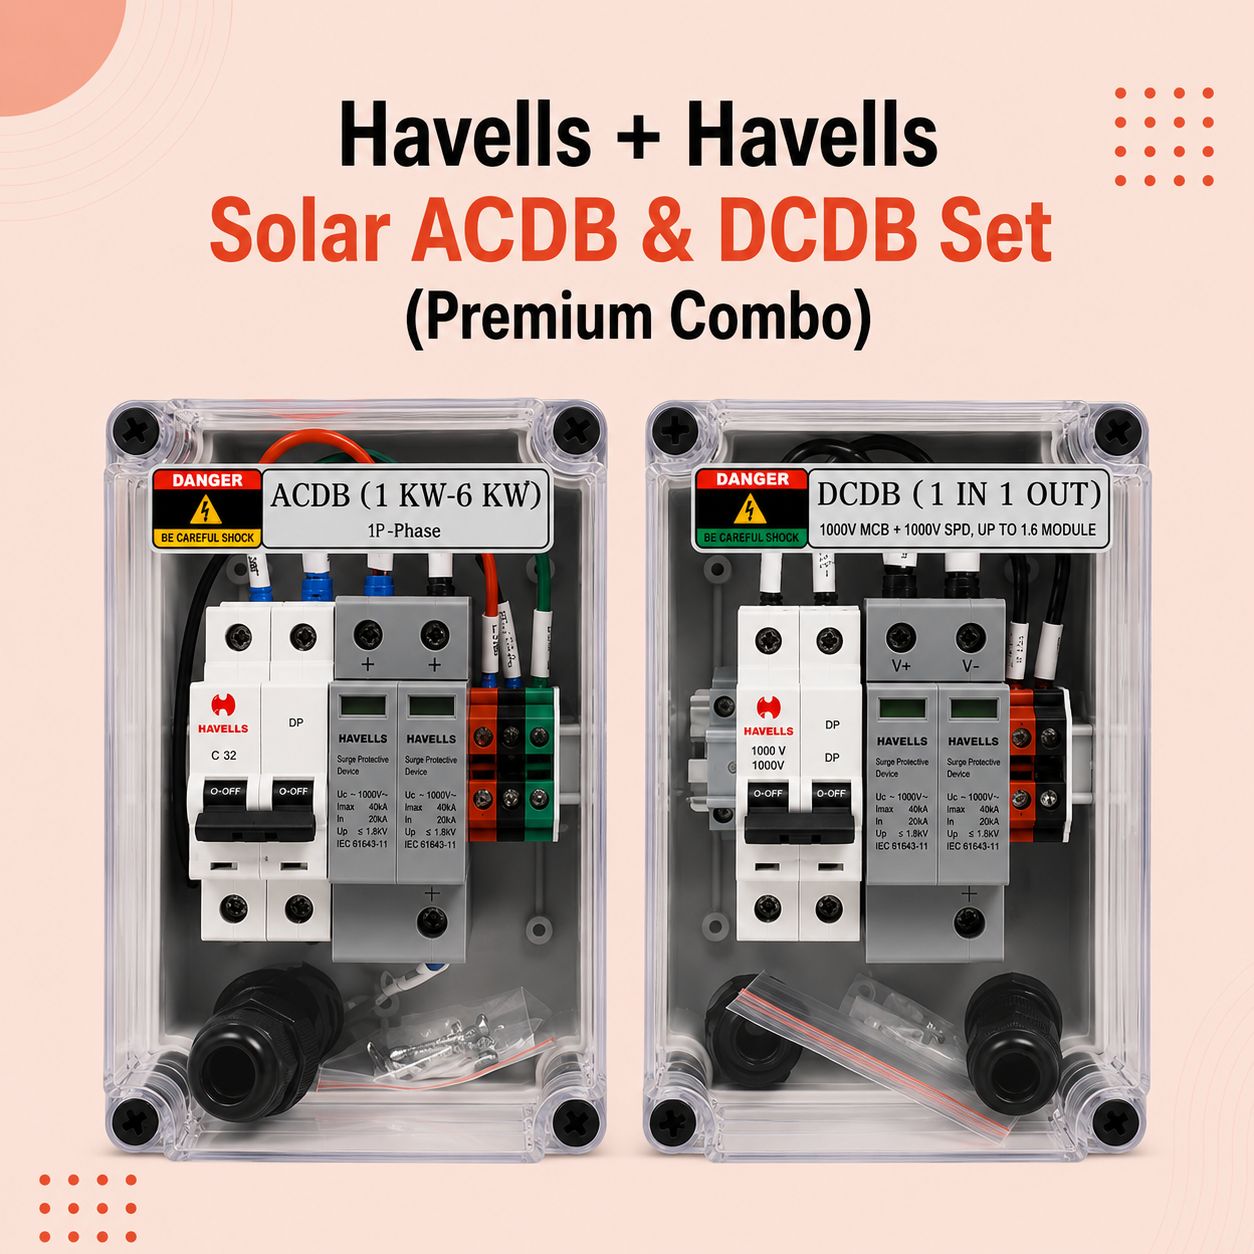 Havells + Havells
Solar ACDB & DCDB Set
(Premium Combo)
DANGER
BE CAREFUL SHOCK
ACDB (1 KW-6 KW)
1P-Phase
HAVELLS
C 32
DP
O-OFF
O-OFF
+
+
HAVELLS
Surge Protective
Device
Uc ~ 1000V~
Imax 40kA
In 20kA
Up ≤ 1.8KV
IEC 61643-11
HAVELLS
Surge Protective
Device
Uc ~ 1000V~
Imax 40kA
In 20kA
Up ≤ 1.8KV
IEC 61643-11
+
DANGER
BE CAREFUL SHOCK
DCDB (1 IN 1 OUT)
1000V MCB + 1000V SPD, UP TO 1.6 MODULE
HAVELLS
1000 V
1000V
DP
DP
O-OFF
O-OFF
V+
V-
HAVELLS
Surge Protective
Device
Uc ~ 1000V~
Imax 40kA
In 20kA
Up ≤ 1.8KV
IEC 61643-11
HAVELLS
Surge Protective
Device
Uc ~ 1000V~
Imax 40kA
In 20kA
Up ≤ 1.8KV
IEC 61643-11
+